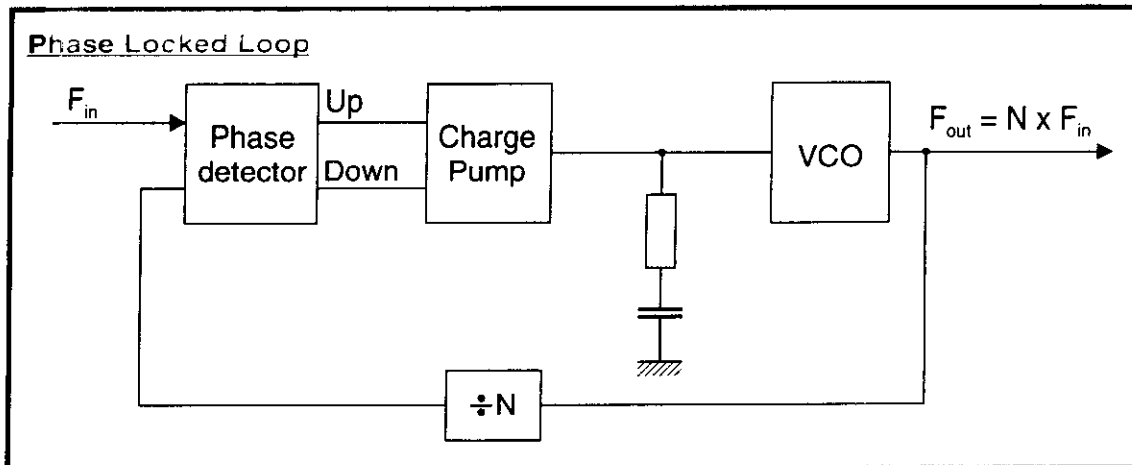 Phase Locked Loop
F_in
Phase
detector
Up
Down
Charge
Pump
VCO
F_out = N x F_in
÷N